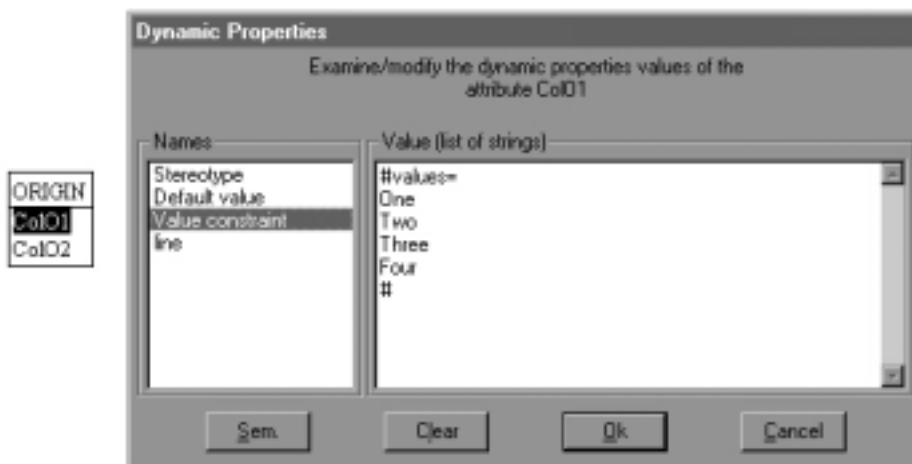 Dynamic Properties
Examine/modify the dynamic properties values of the
attribute ColO1
Names
Value (list of strings)
ORIGIN
ColO1
ColO2
Stereotype
Default value
Value constraint
line
#values=
One
Two
Three
Four
#
Sem.
Clear
Ok
Cancel